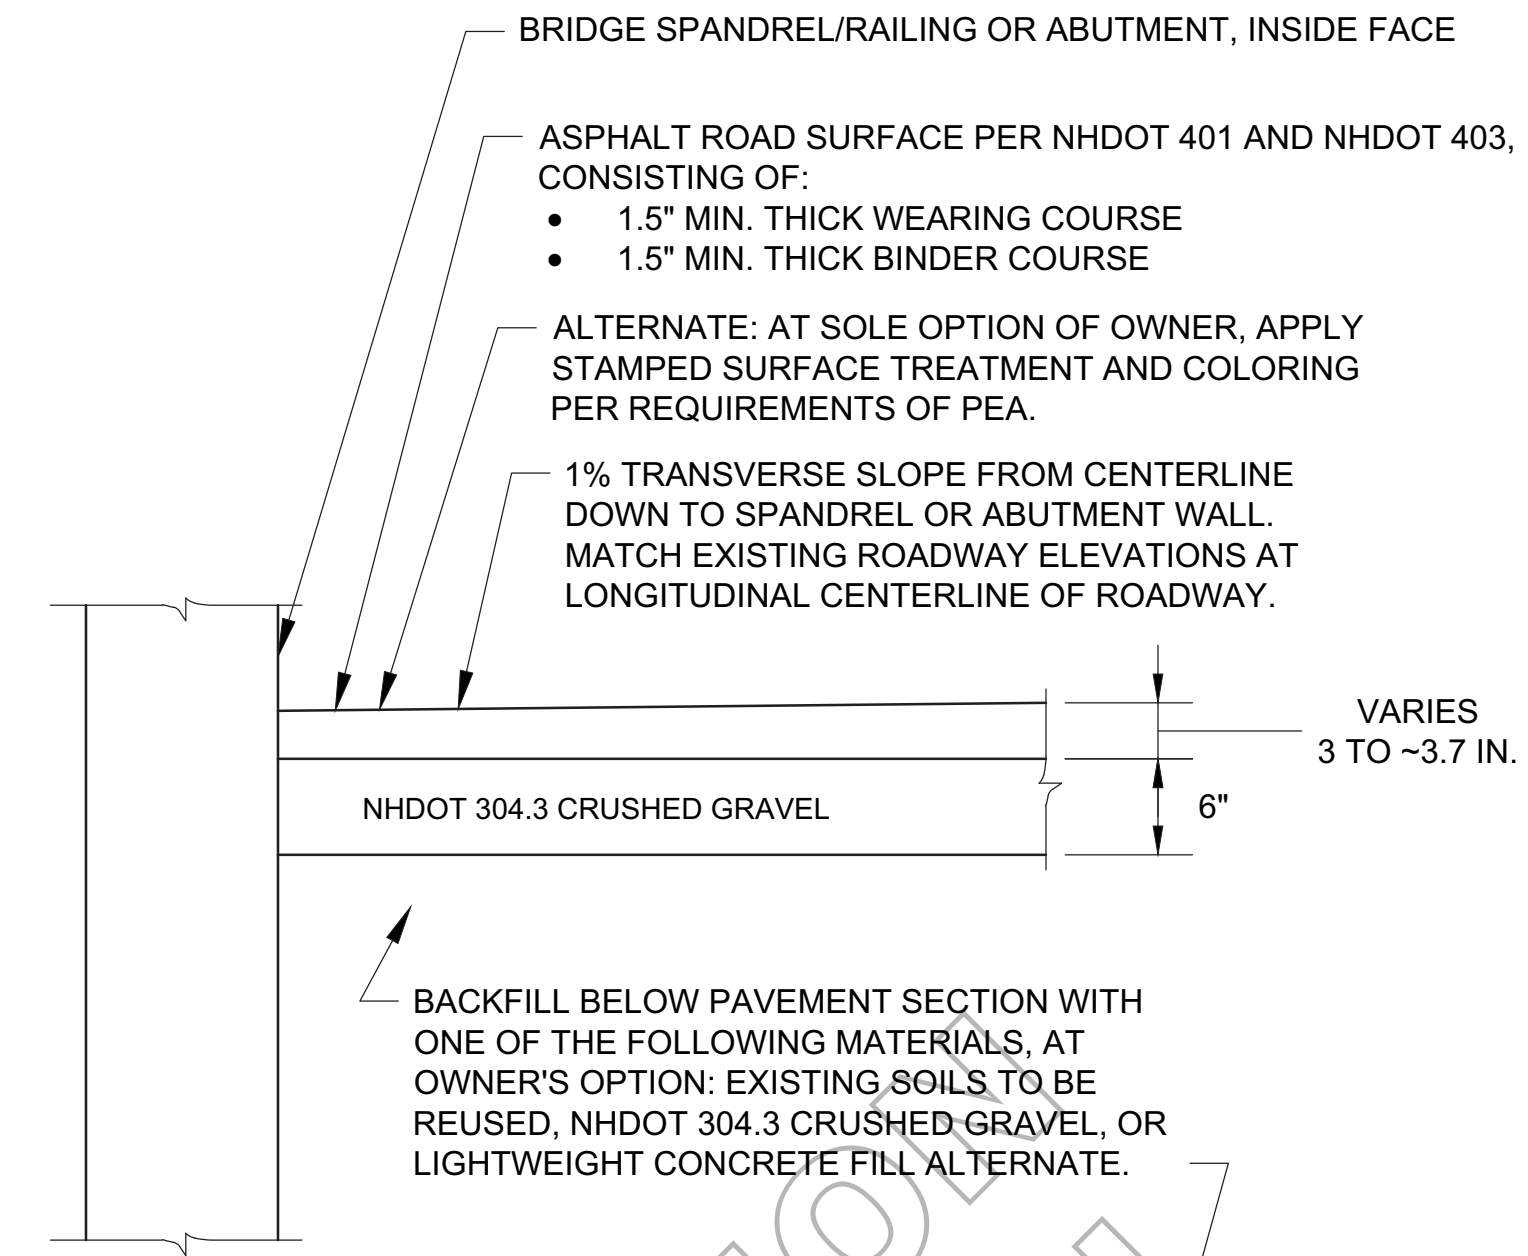 BRIDGE SPANDREL/RAILING OR ABUTMENT, INSIDE FACE
ASPHALT ROAD SURFACE PER NHDOT 401 AND NHDOT 403,
CONSISTING OF:
• 1.5" MIN. THICK WEARING COURSE
• 1.5" MIN. THICK BINDER COURSE
ALTERNATE: AT SOLE OPTION OF OWNER, APPLY
STAMPED SURFACE TREATMENT AND COLORING
PER REQUIREMENTS OF PEA.
1% TRANSVERSE SLOPE FROM CENTERLINE
DOWN TO SPANDREL OR ABUTMENT WALL.
MATCH EXISTING ROADWAY ELEVATIONS AT
LONGITUDINAL CENTERLINE OF ROADWAY.
VARIES
3 TO ~3.7 IN.
NHDOT 304.3 CRUSHED GRAVEL
6"
BACKFILL BELOW PAVEMENT SECTION WITH
ONE OF THE FOLLOWING MATERIALS, AT
OWNER'S OPTION: EXISTING SOILS TO BE
REUSED, NHDOT 304.3 CRUSHED GRAVEL, OR
LIGHTWEIGHT CONCRETE FILL ALTERNATE.